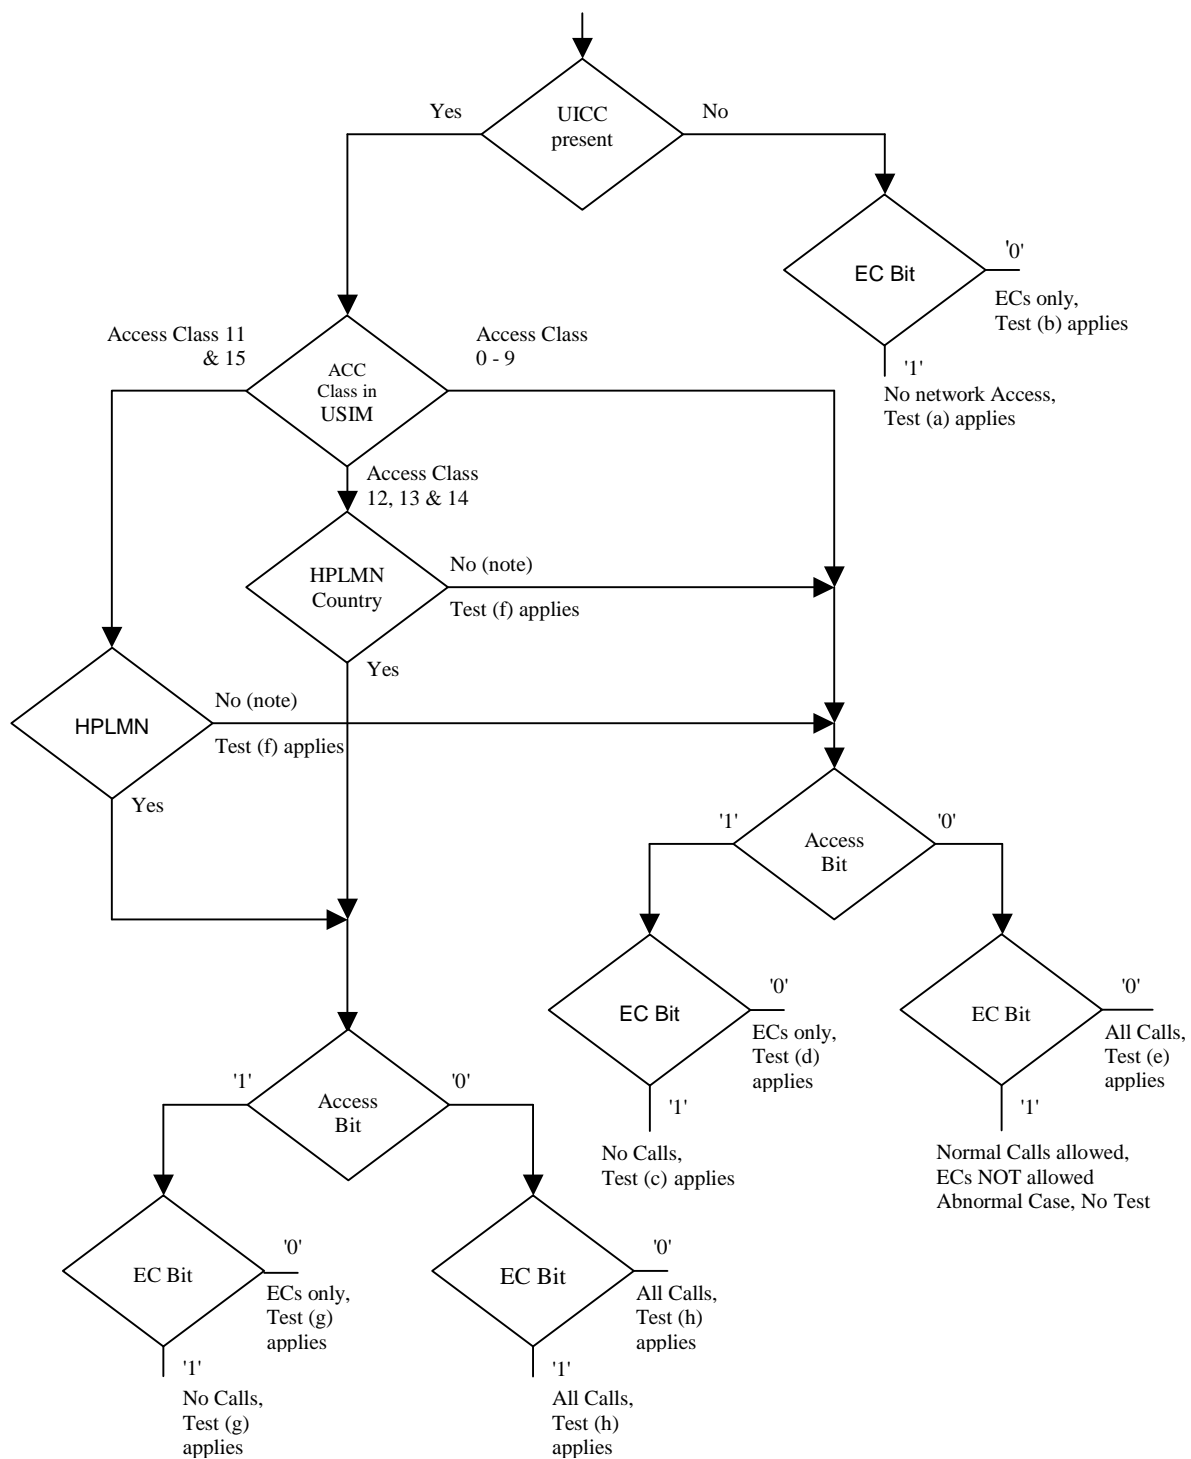 Yes
UICC
present
No
EC Bit
'0'
ECs only,
Test (b) applies
'1'
No network Access,
Test (a) applies
Access Class 11
& 15
ACC
Class in
USIM
Access Class
0 - 9
Access Class
12, 13 & 14
HPLMN
Country
No (note)
Test (f) applies
Yes
HPLMN
No (note)
Test (f) applies
Yes
'1'
Access
Bit
'0'
EC Bit
'0'
ECs only,
Test (d)
applies
'1'
No Calls,
Test (c) applies
EC Bit
'0'
All Calls,
Test (e)
applies
'1'
Normal Calls allowed,
ECs NOT allowed
Abnormal Case, No Test
'1'
Access
Bit
'0'
EC Bit
'0'
ECs only,
Test (g)
applies
'1'
No Calls,
Test (g)
applies
EC Bit
'0'
All Calls,
Test (h)
applies
'1'
All Calls,
Test (h)
applies